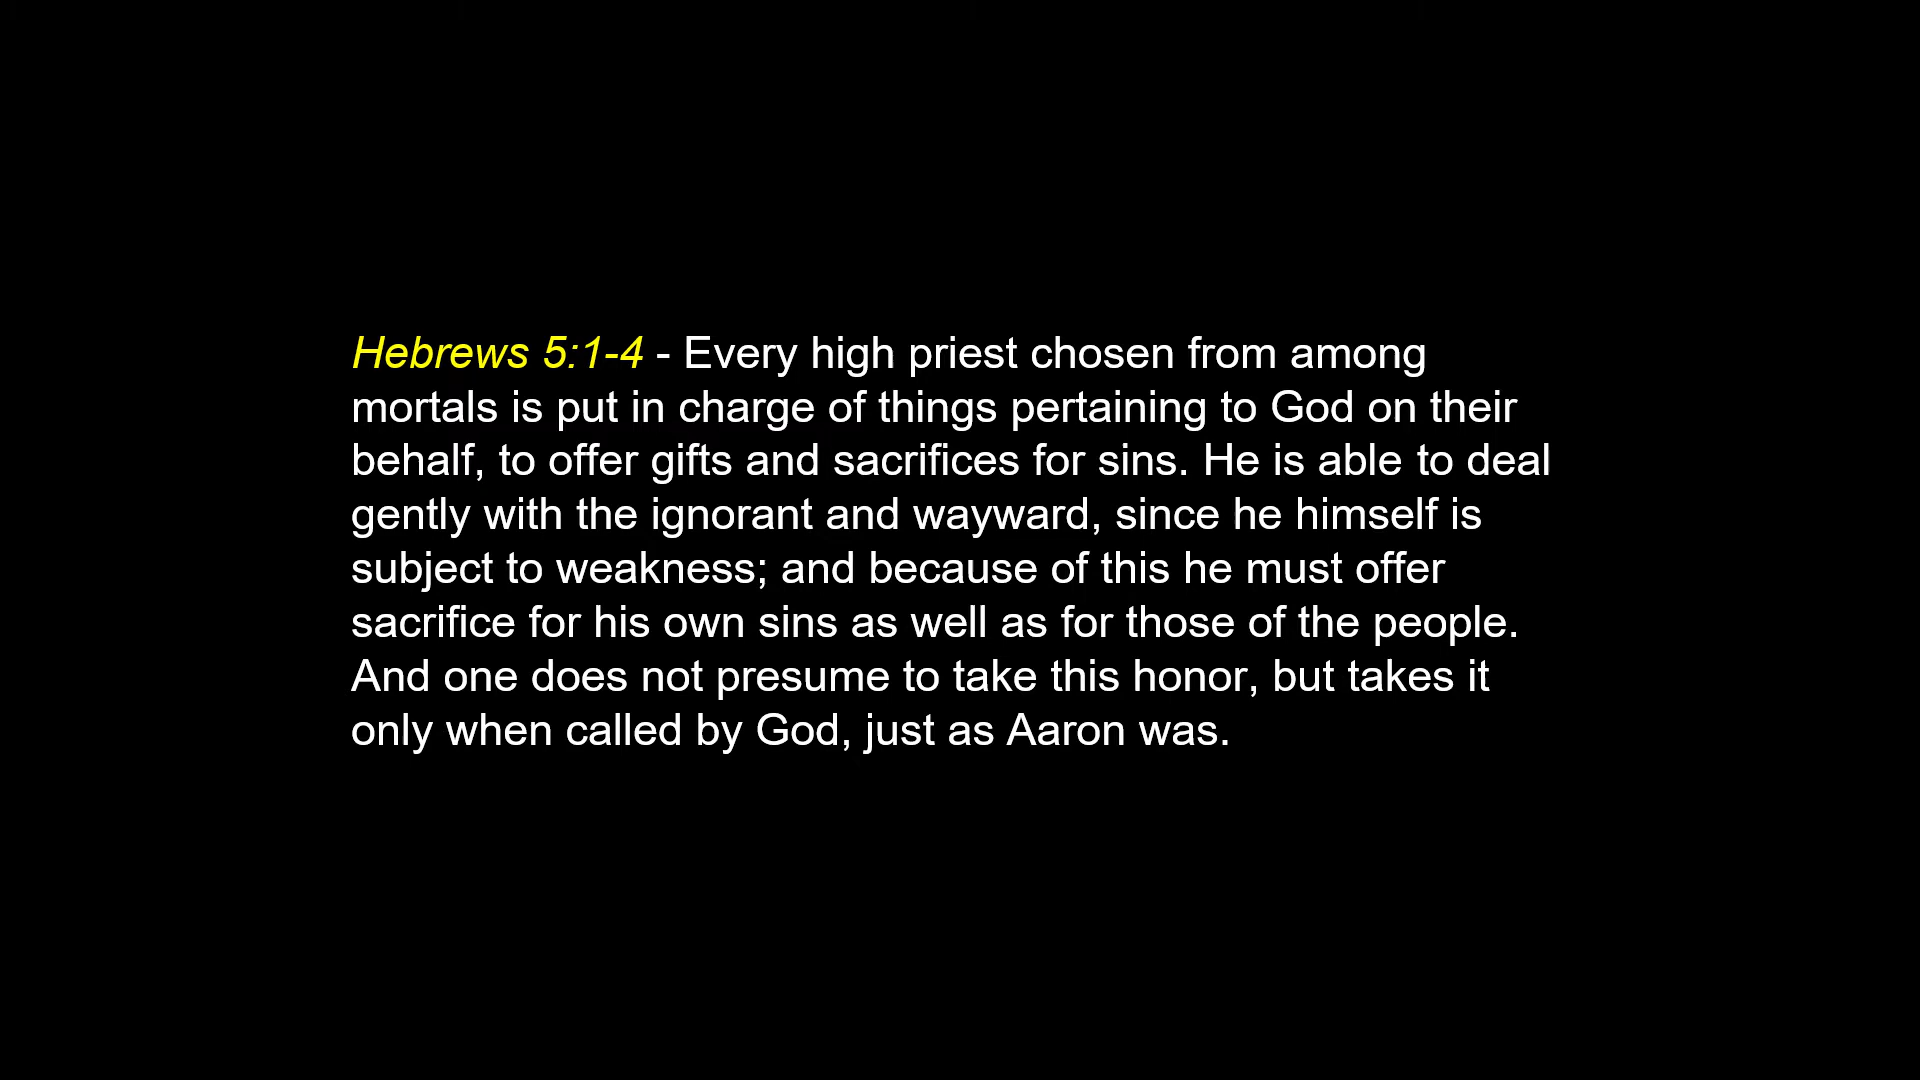 Hebrews 5:1-4 - Every high priest chosen from among
mortals is put in charge of things pertaining to God on their
behalf, to offer gifts and sacrifices for sins. He is able to deal
gently with the ignorant and wayward, since he himself is
subject to weakness; and because of this he must offer
sacrifice for his own sins as well as for those of the people.
And one does not presume to take this honor, but takes it
only when called by God, just as Aaron was.